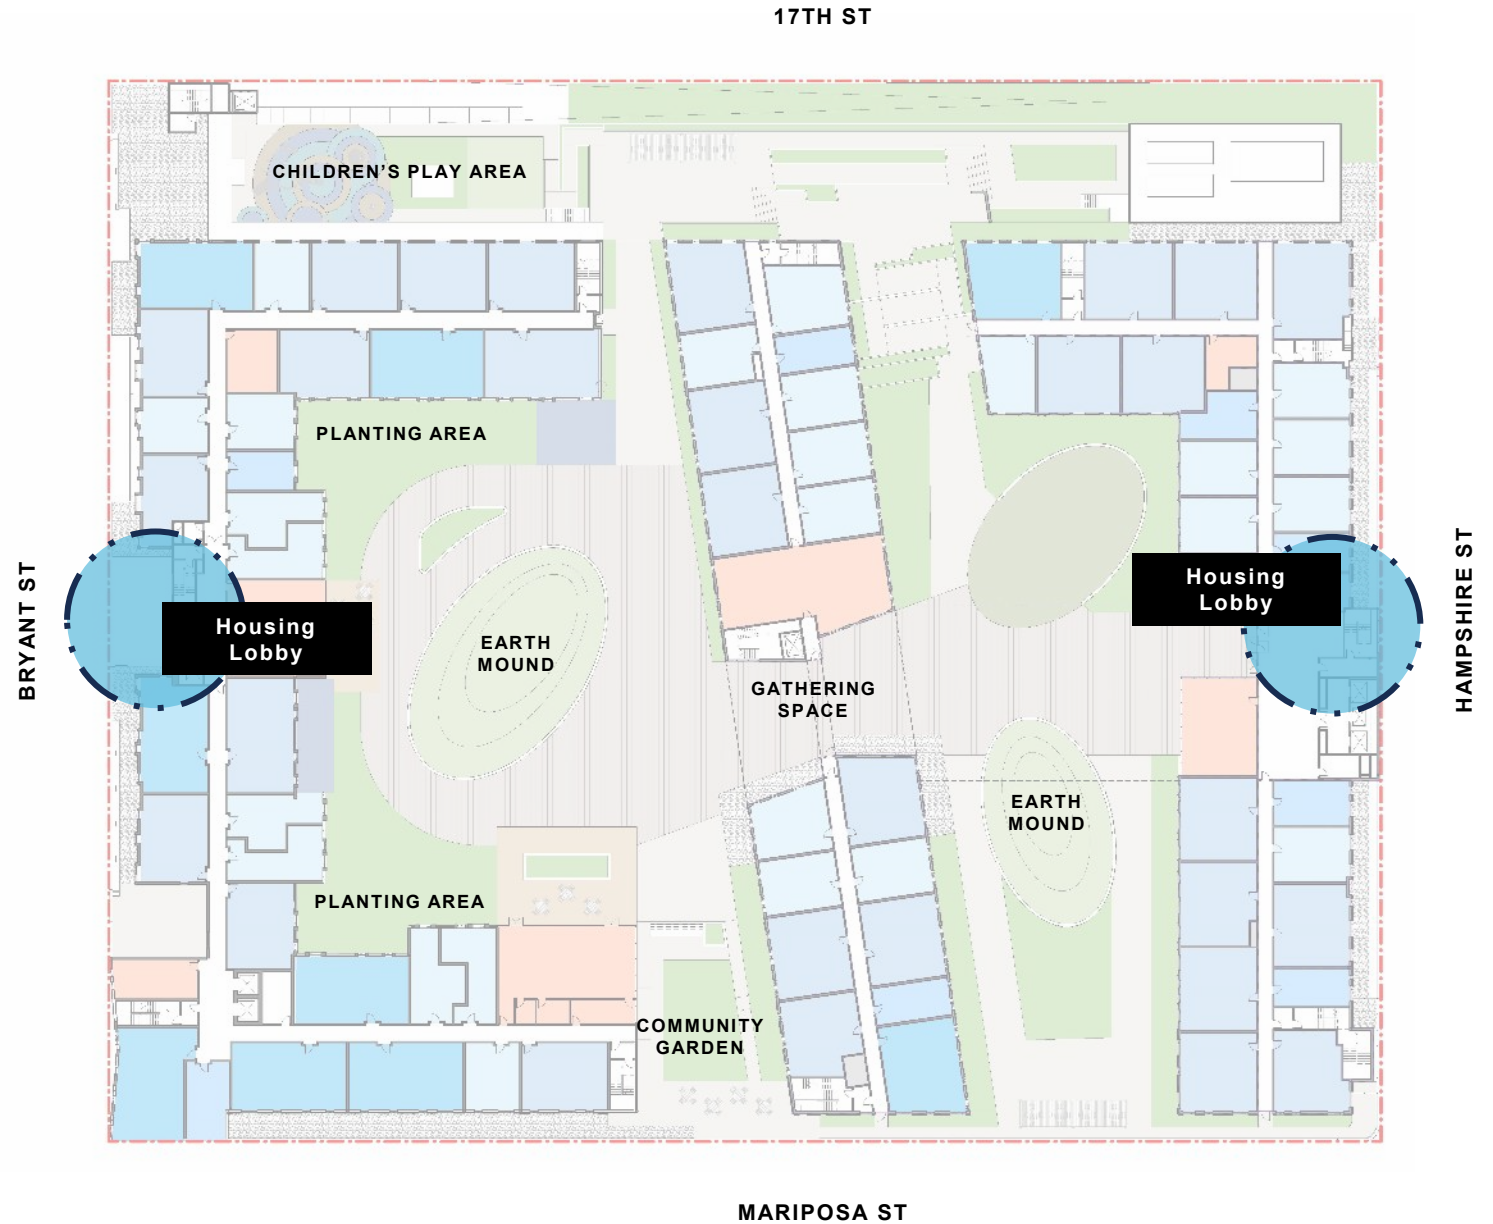 17TH ST
CHILDREN'S PLAY AREA
PLANTING AREA
BRYANT ST
HAMPSHIRE ST
Housing
Lobby
Housing
Lobby
EARTH
MOUND
GATHERING
SPACE
EARTH
MOUND
PLANTING AREA
COMMUNITY
GARDEN
MARIPOSA ST